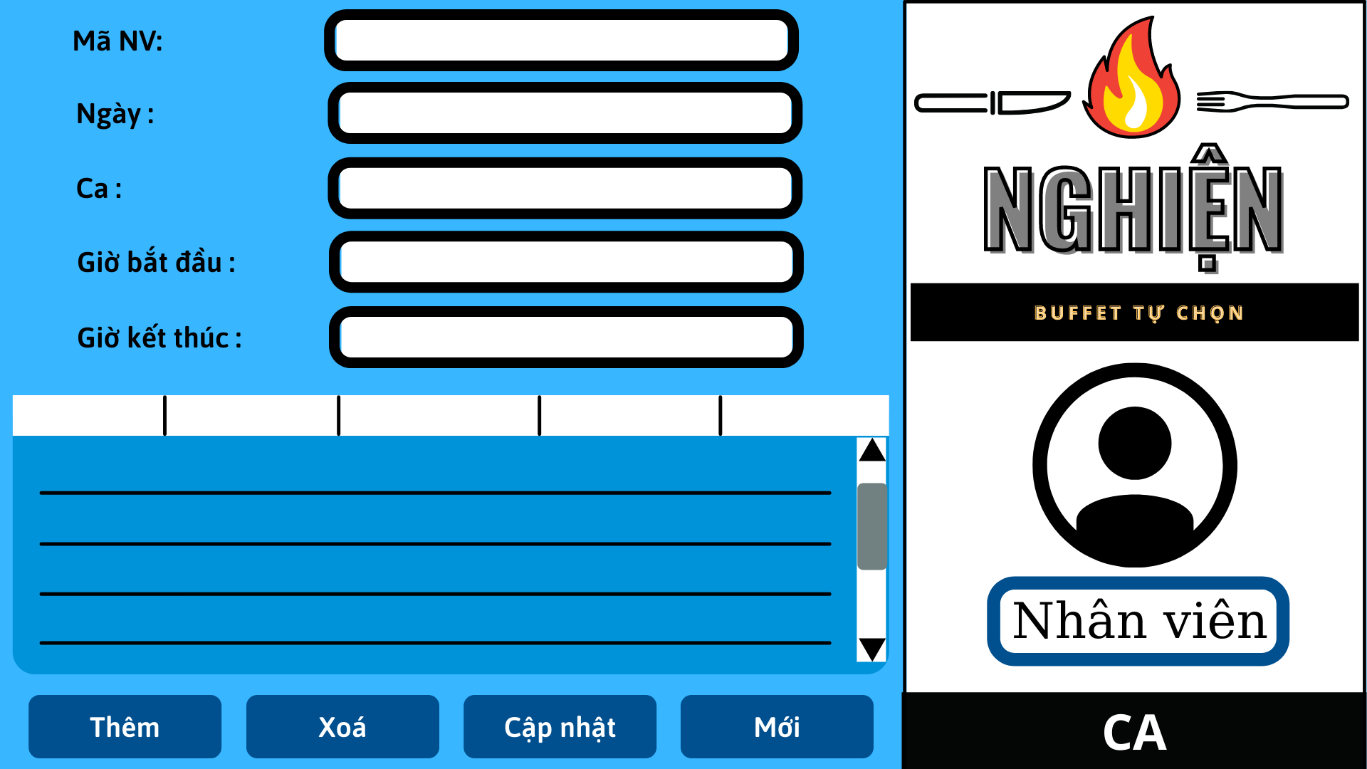 Mã NV:
Ngày :
Ca :
Giờ bắt đầu :
Giờ kết thúc :
Thêm
Xoá
Cập nhật
Mới
NGHIỆN
BUFFET TỰ CHỌN
Nhân viên
CA